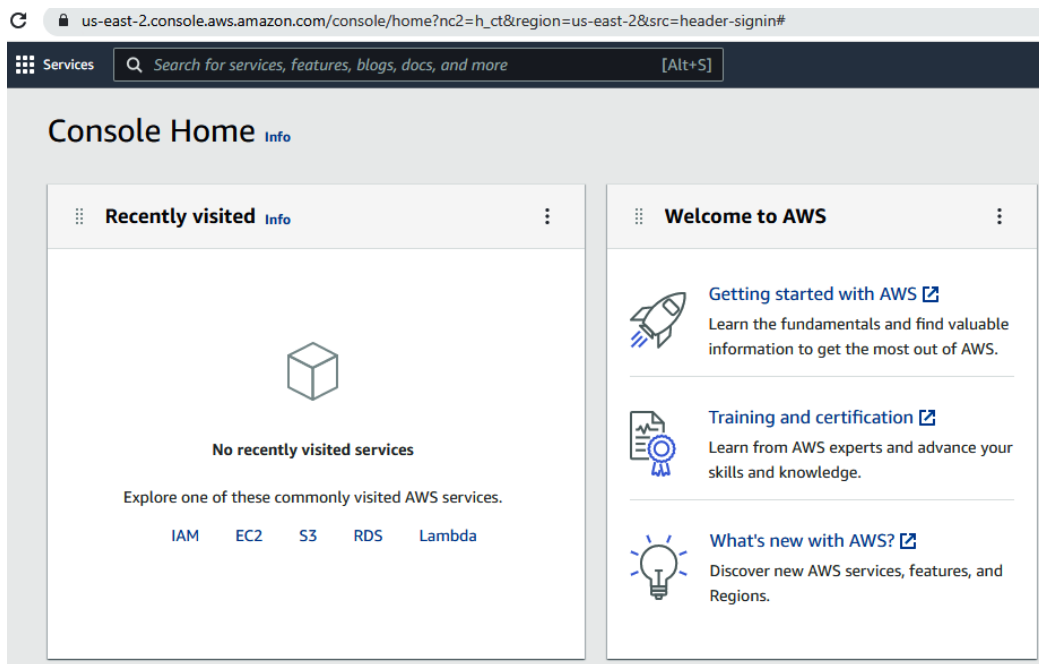 us-east-2.console.aws.amazon.com/console/home?nc2=h_ct&region=us-east-2&src=header-signin#
Services
Search for services, features, blogs, docs, and more
[Alt+S]
Console Home Info
Recently visited Info
No recently visited services
Explore one of these commonly visited AWS services.
IAM EC2 S3 RDS Lambda
Welcome to AWS
Getting started with AWS
Learn the fundamentals and find valuable
information to get the most out of AWS.
Training and certification
Learn from AWS experts and advance your
skills and knowledge.
What's new with AWS?
Discover new AWS services, features, and
Regions.